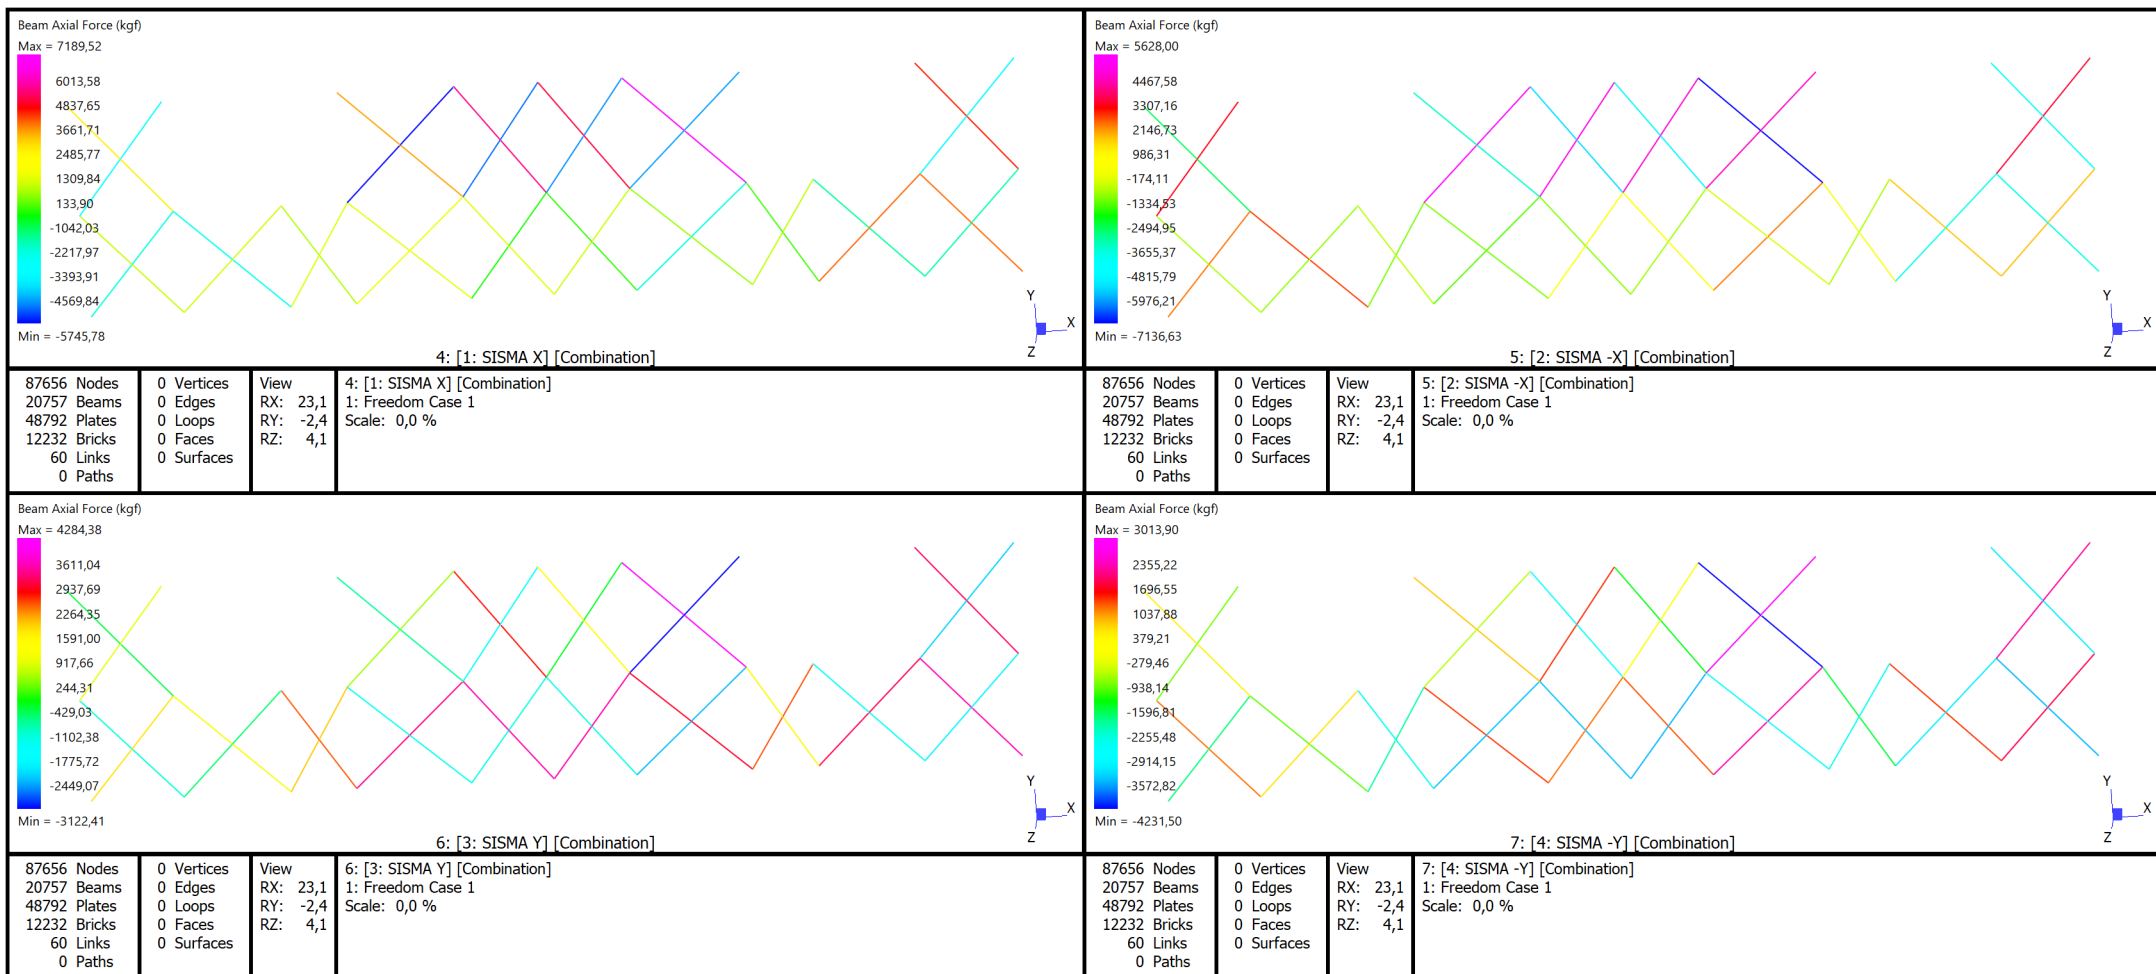 Beam Axial Force (kgf)
Max = 7189,52
6013,58
4837,65
3661,71
2485,77
1309,84
133,90
-1042,03
-2217,97
-3393,91
-4569,84
Min = -5745,78
Y
X
Z
4: [1: SISMA X] [Combination]
87656 Nodes
20757 Beams
48792 Plates
12232 Bricks
60 Links
0 Paths
0 Vertices
0 Edges
0 Loops
0 Faces
0 Surfaces
View
RX: 23,1
RY: -2,4
RZ: 4,1
4: [1: SISMA X] [Combination]
1: Freedom Case 1
Scale: 0,0 %
Beam Axial Force (kgf)
Max = 5628,00
4467,58
3307,16
2146,73
986,31
-174,11
-1334,53
-2494,95
-3655,37
-4815,79
-5976,21
Min = -7136,63
Y
X
Z
5: [2: SISMA -X] [Combination]
87656 Nodes
20757 Beams
48792 Plates
12232 Bricks
60 Links
0 Paths
0 Vertices
0 Edges
0 Loops
0 Faces
0 Surfaces
View
RX: 23,1
RY: -2,4
RZ: 4,1
5: [2: SISMA -X] [Combination]
1: Freedom Case 1
Scale: 0,0 %
Beam Axial Force (kgf)
Max = 4284,38
3611,04
2937,69
2264,35
1591,00
917,66
244,31
-429,03
-1102,38
-1775,72
-2449,07
Min = -3122,41
Y
X
Z
6: [3: SISMA Y] [Combination]
87656 Nodes
20757 Beams
48792 Plates
12232 Bricks
60 Links
0 Paths
0 Vertices
0 Edges
0 Loops
0 Faces
0 Surfaces
View
RX: 23,1
RY: -2,4
RZ: 4,1
6: [3: SISMA Y] [Combination]
1: Freedom Case 1
Scale: 0,0 %
Beam Axial Force (kgf)
Max = 3013,90
2355,22
1696,55
1037,88
379,21
-279,46
-938,14
-1596,81
-2255,48
-2914,15
-3572,82
Min = -4231,50
Y
X
Z
7: [4: SISMA -Y] [Combination]
87656 Nodes
20757 Beams
48792 Plates
12232 Bricks
60 Links
0 Paths
0 Vertices
0 Edges
0 Loops
0 Faces
0 Surfaces
View
RX: 23,1
RY: -2,4
RZ: 4,1
7: [4: SISMA -Y] [Combination]
1: Freedom Case 1
Scale: 0,0 %